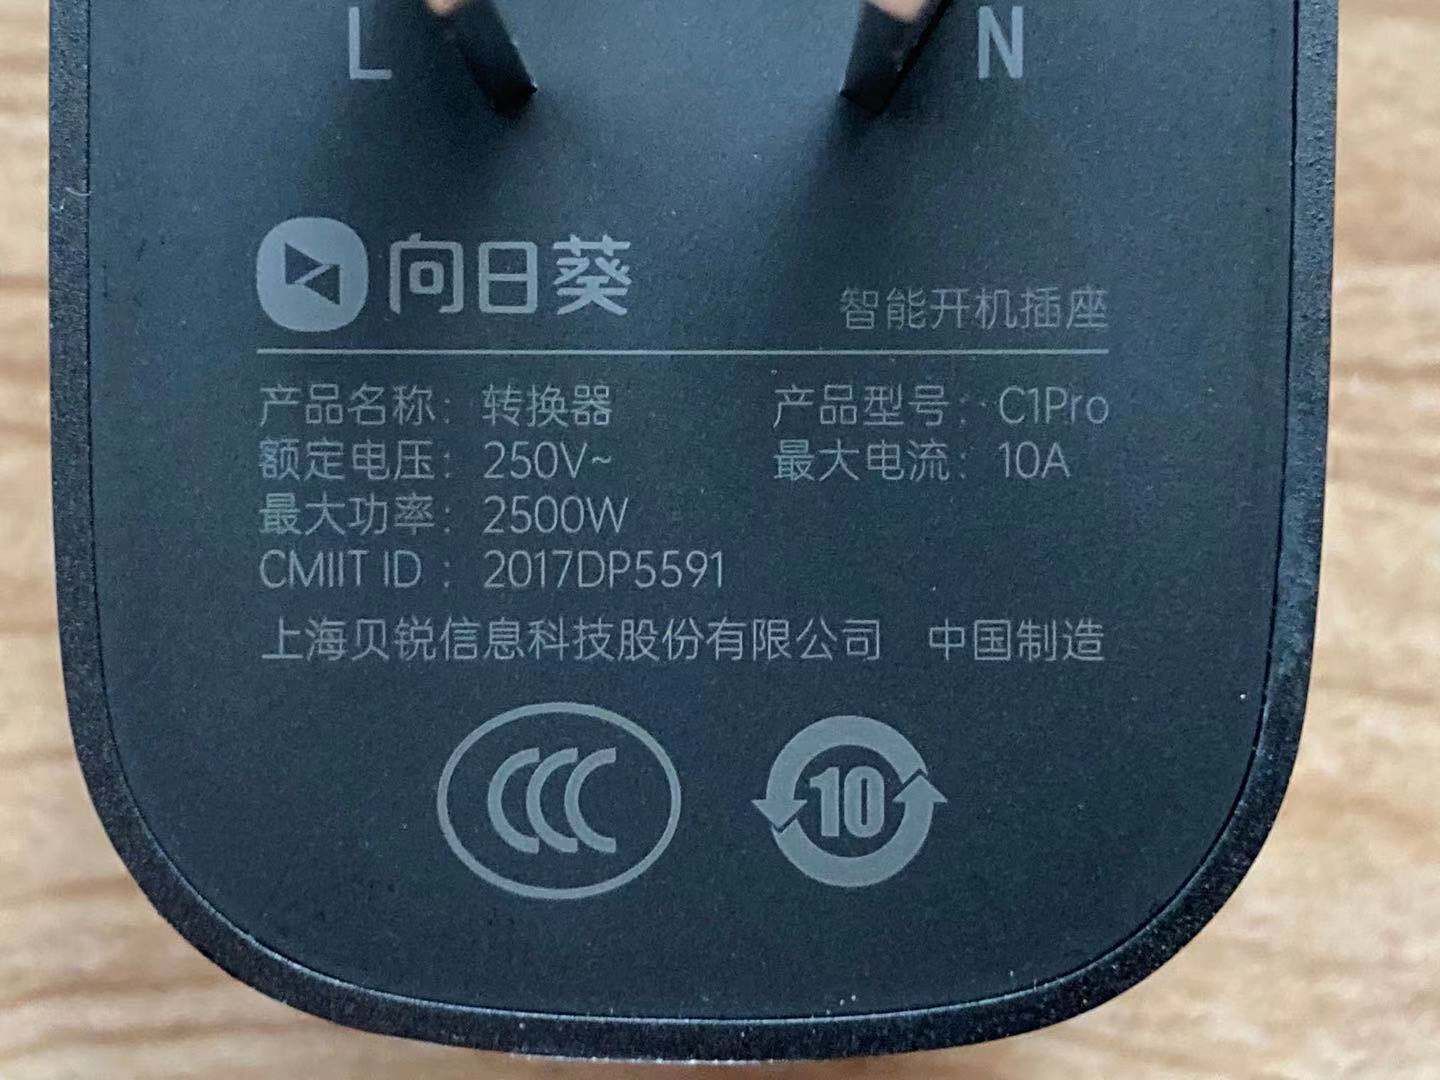 L N
向日葵
智能开机插座
产品名称：转换器 产品型号：C1Pro
额定电压：250V~ 最大电流：10A
最大功率：2500W
CMIIT ID：2017DP5591
上海贝锐信息科技股份有限公司 中国制造
CCC 10